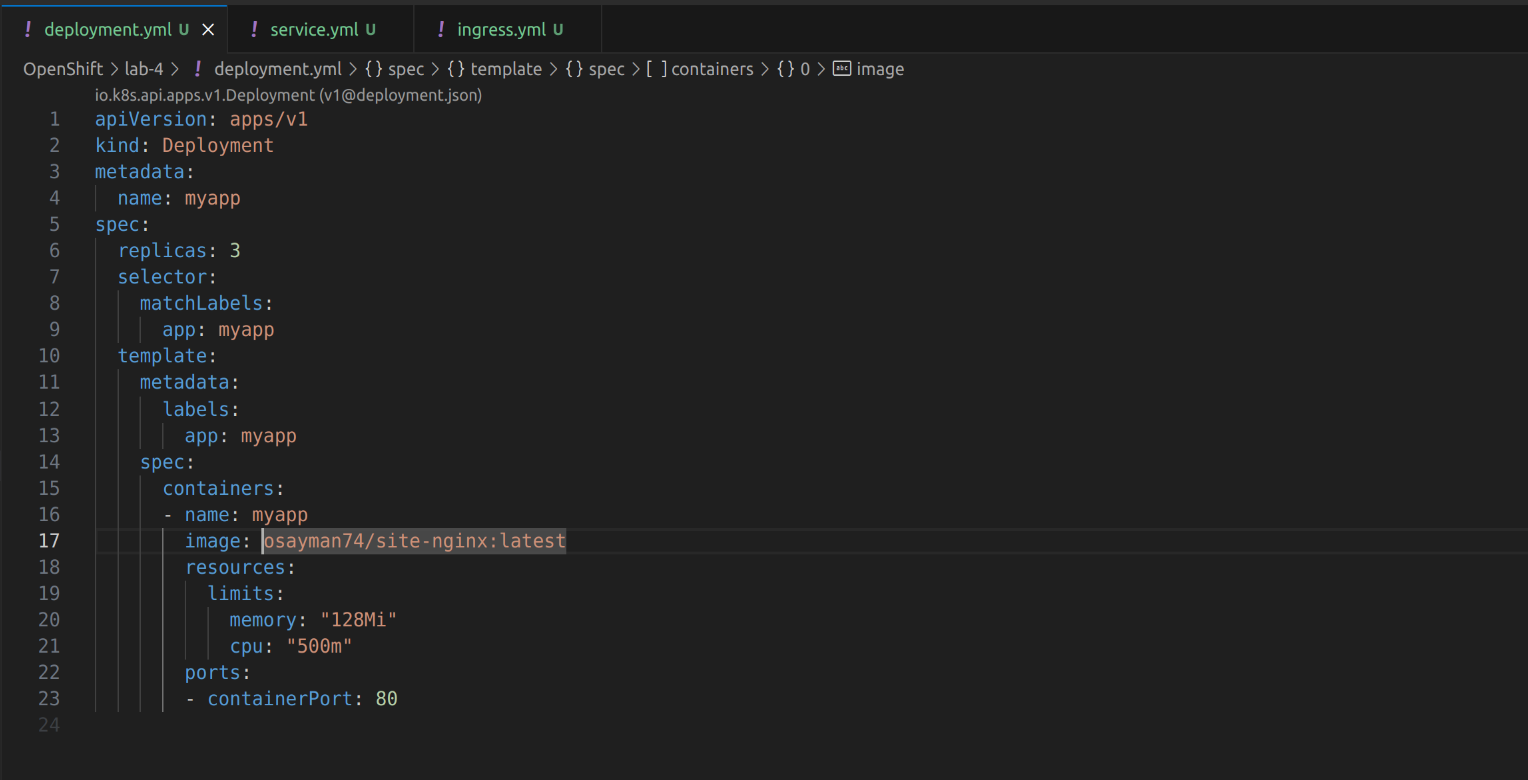 ! deployment.yml U × ! service.yml U ! ingress.yml U
OpenShift > lab-4 > ! deployment.yml > {} spec > {} template > {} spec > [ ] containers > {} 0 > abc image
io.k8s.api.apps.v1.Deployment (v1@deployment.json)
1 apiVersion: apps/v1
2 kind: Deployment
3 metadata:
4   name: myapp
5 spec:
6   replicas: 3
7   selector:
8     matchLabels:
9       app: myapp
10   template:
11     metadata:
12       labels:
13         app: myapp
14     spec:
15       containers:
16       - name: myapp
17         image: osayman74/site-nginx:latest
18         resources:
19           limits:
20             memory: "128Mi"
21             cpu: "500m"
22         ports:
23         - containerPort: 80
24